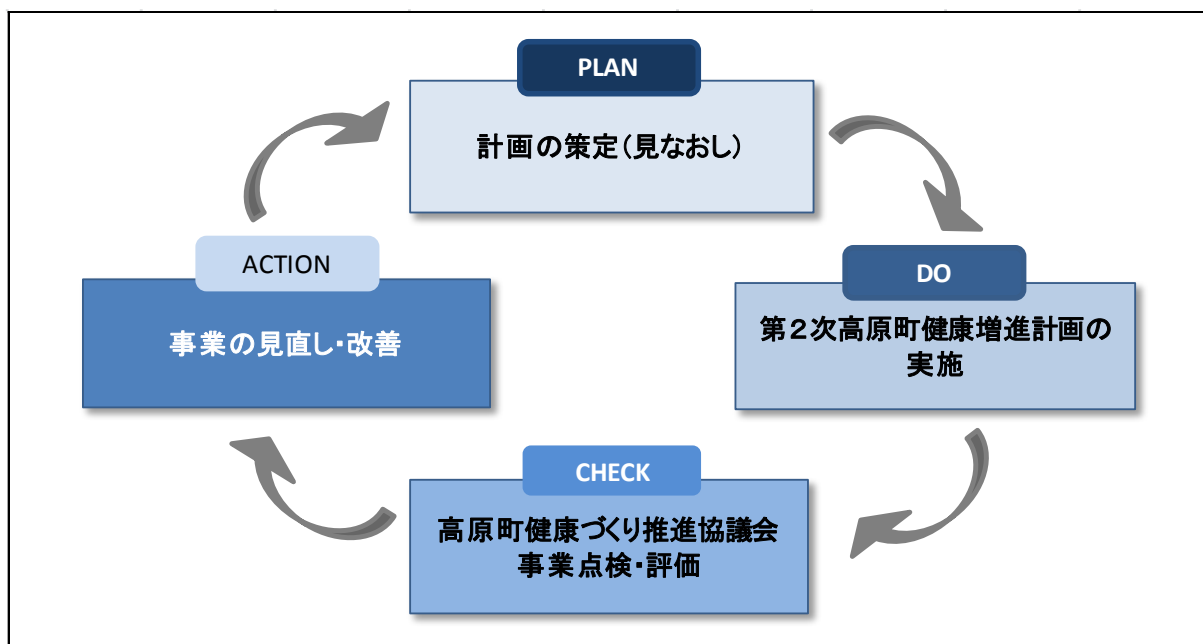 PLAN
計画の策定（見なおし）
ACTION
事業の見直し・改善
DO
第２次高原町健康増進計画の
実施
CHECK
高原町健康づくり推進協議会
事業点検・評価